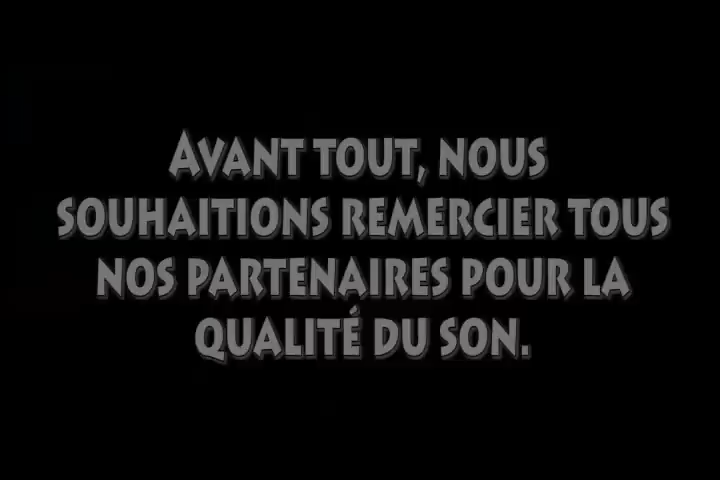 AVANT TOUT, NOUS
SOUHAITIONS REMERCIER TOUS
NOS PARTENAIRES POUR LA
QUALITÉ DU SON.